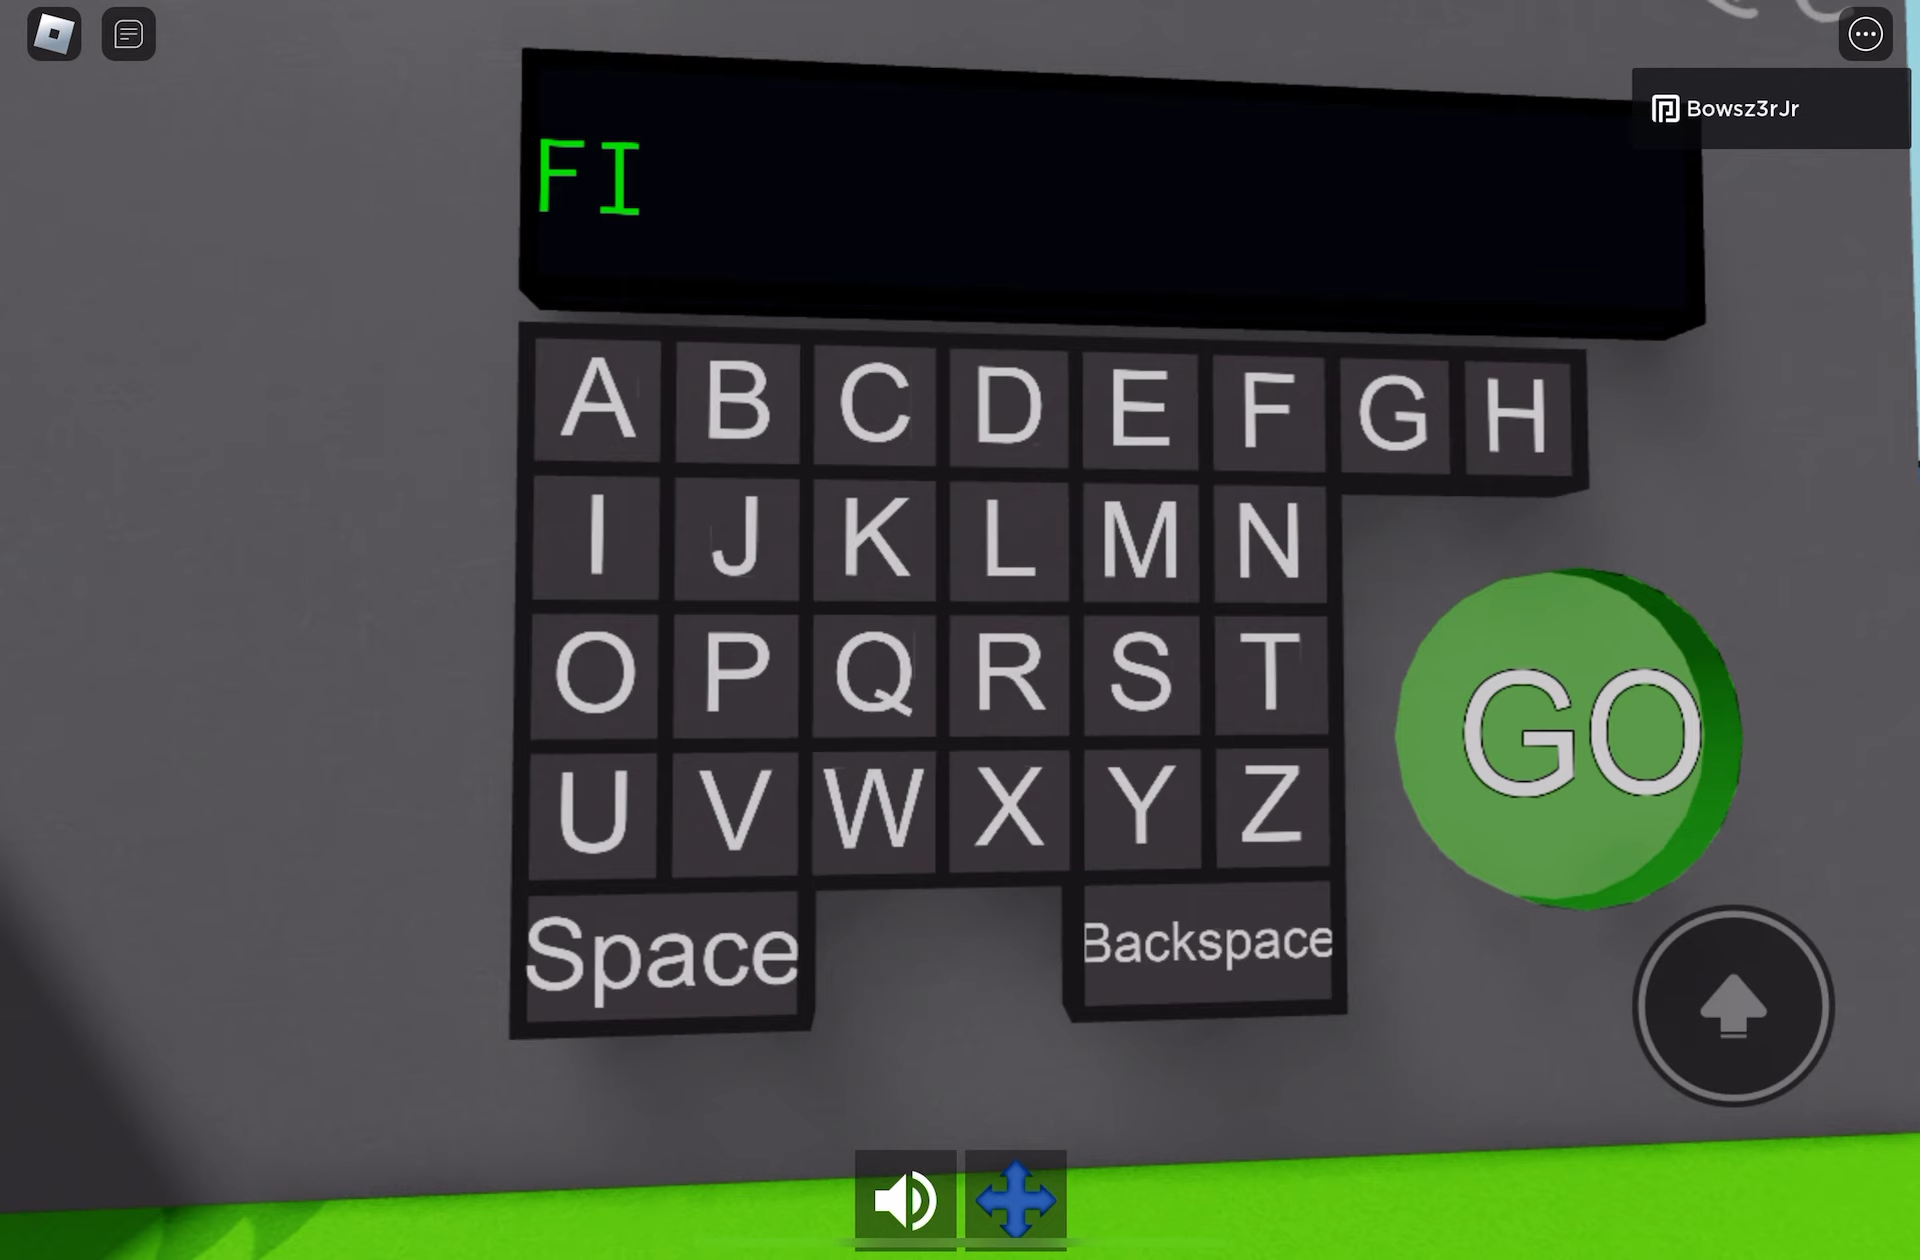 Bowsz3rJr
FI
A B C D E F G H
I J K L M N
O P Q R S T
U V W X Y Z
GO
Space Backspace